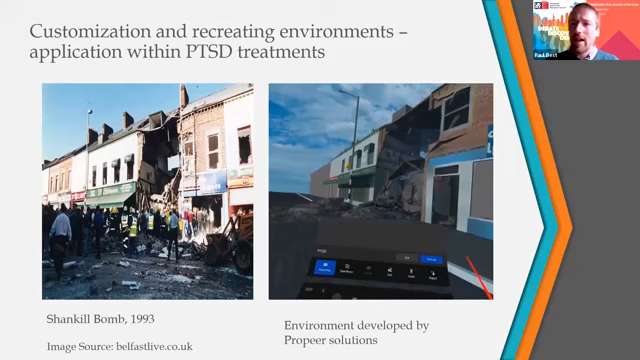 Customization and recreating environments –
application within PTSD treatments
Shankill Bomb, 1993
Image Source: belfastlive.co.uk
Environment developed by
Propeer solutions
PTSD
Paul Best